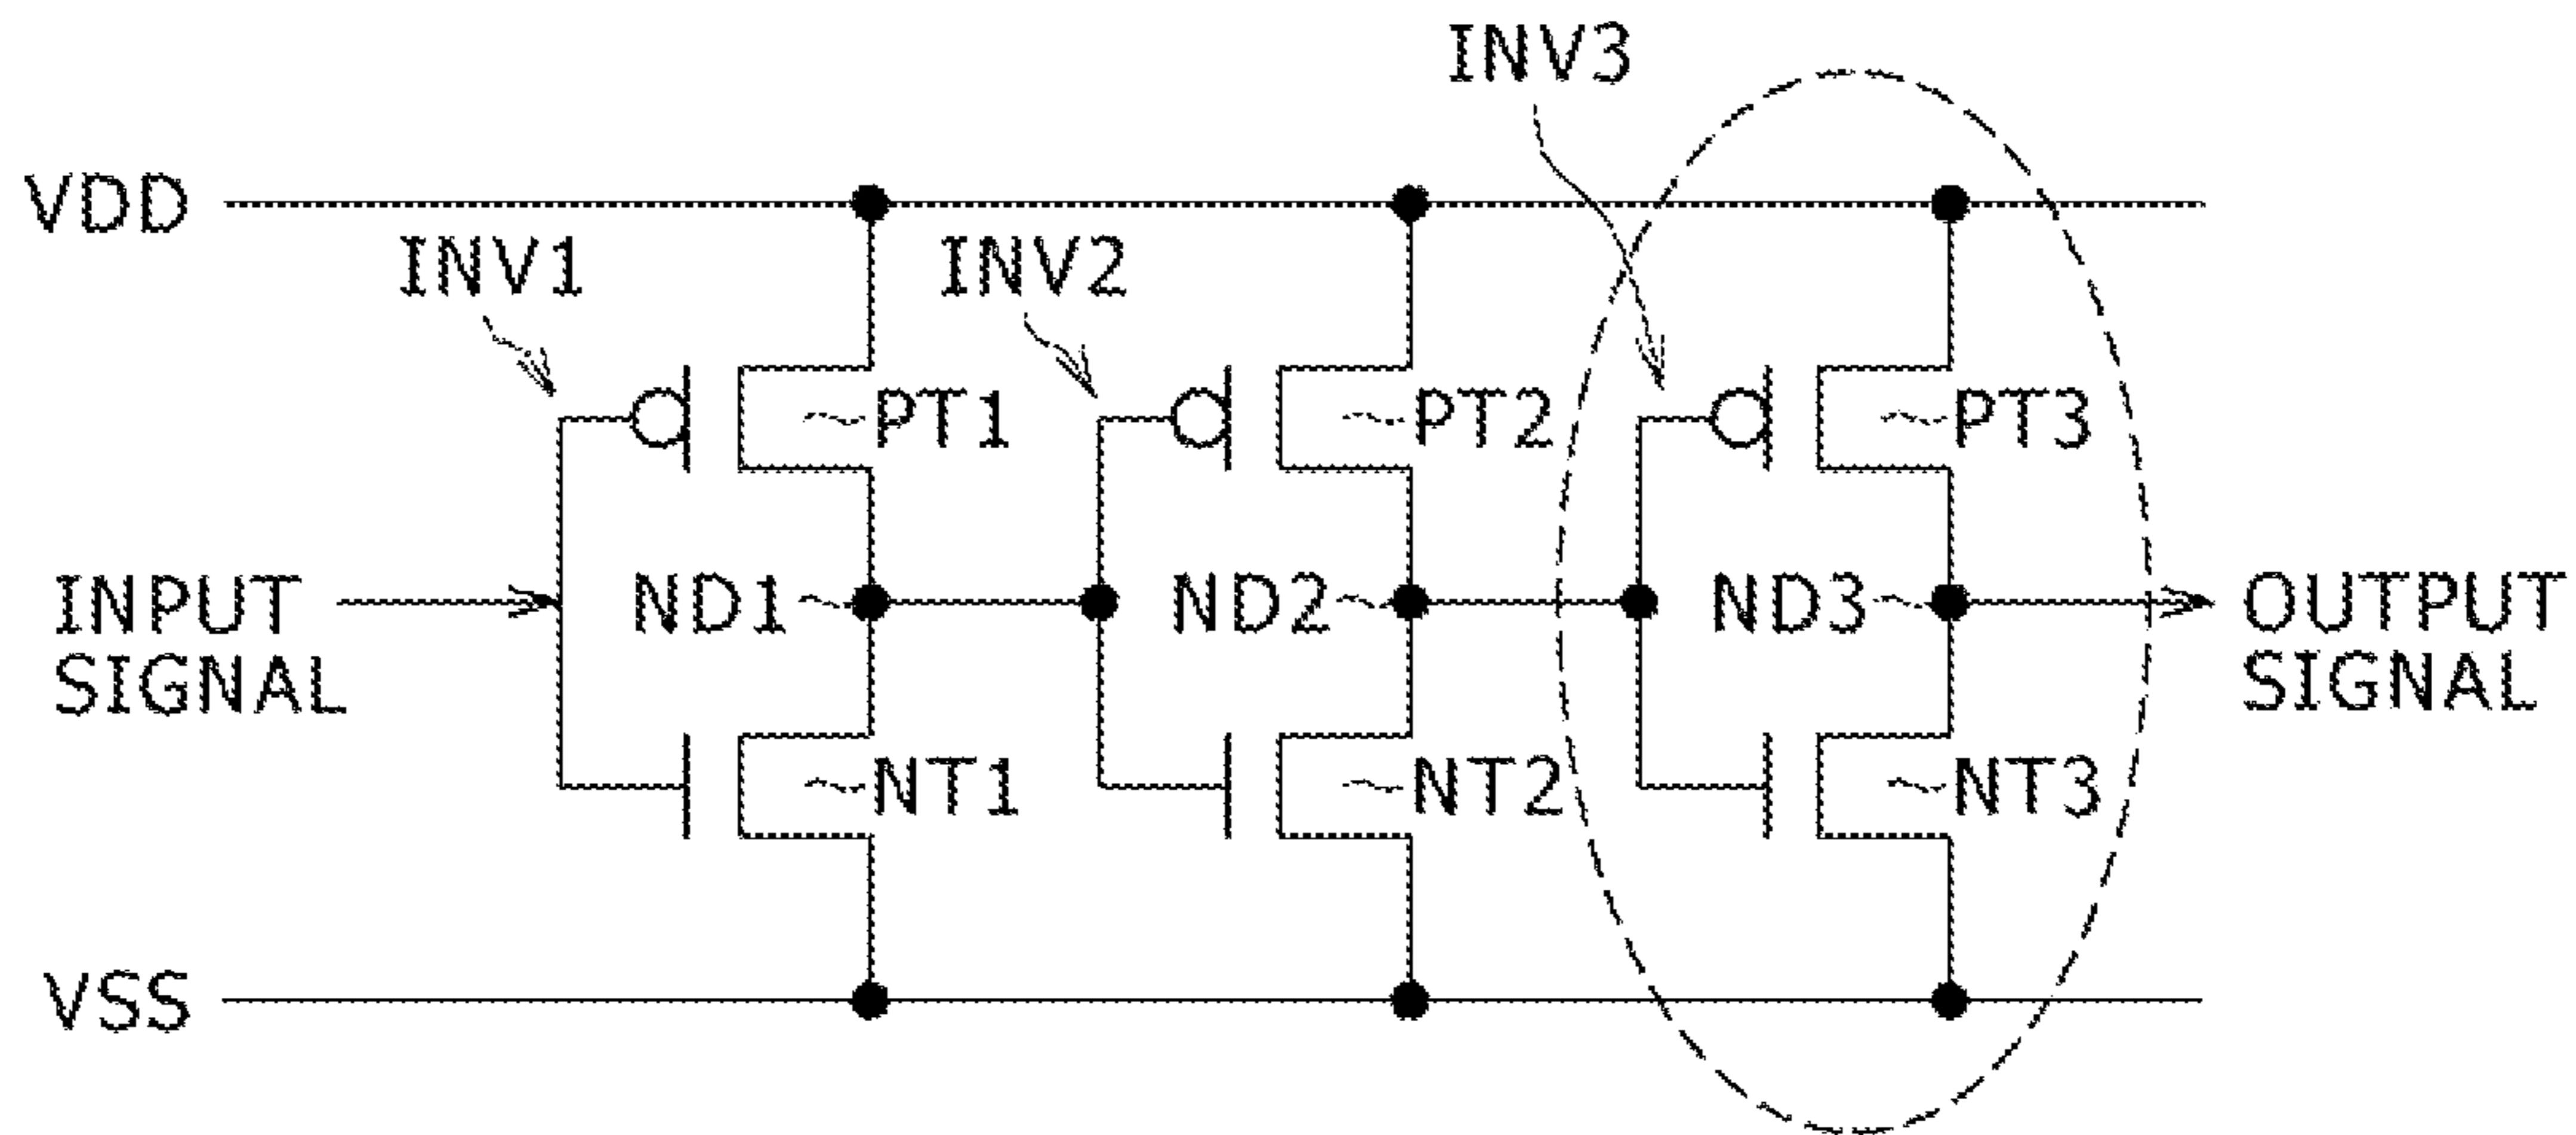 INV3
VDD
INV1
INV2
PT1
PT2
PT3
INPUT
SIGNAL
ND1
ND2
ND3
OUTPUT
SIGNAL
NT1
NT2
NT3
VSS